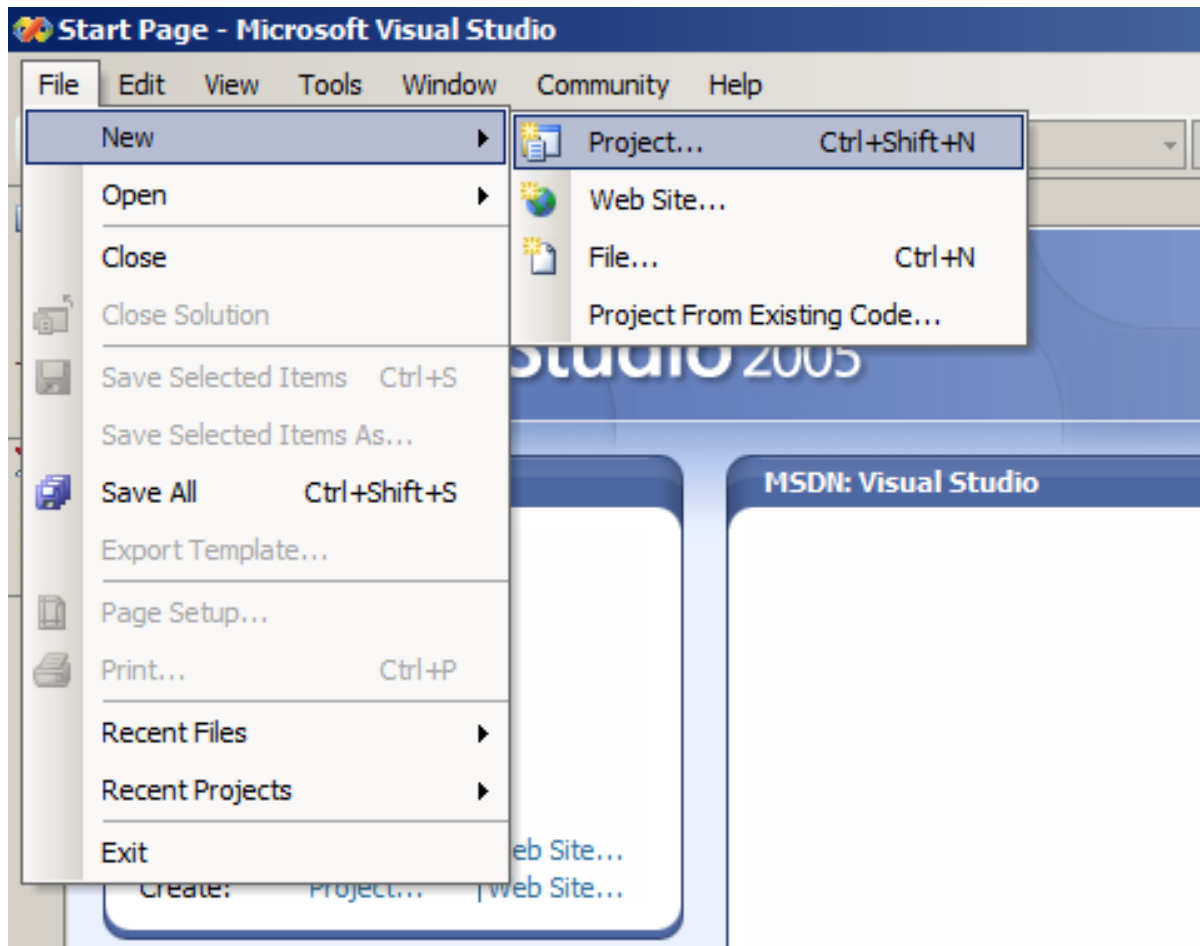 Start Page - Microsoft Visual Studio
File Edit View Tools Window Community Help
New
Project... Ctrl+Shift+N
Open
Web Site...
Close
File... Ctrl+N
Close Solution
Project From Existing Code...
Studio 2005
Save Selected Items Ctrl+S
Save Selected Items As...
Save All Ctrl+Shift+S
MSDN: Visual Studio
Export Template...
Page Setup...
Print... Ctrl+P
Recent Files
Recent Projects
Exit
eb Site...
Create: Project... | Web Site...